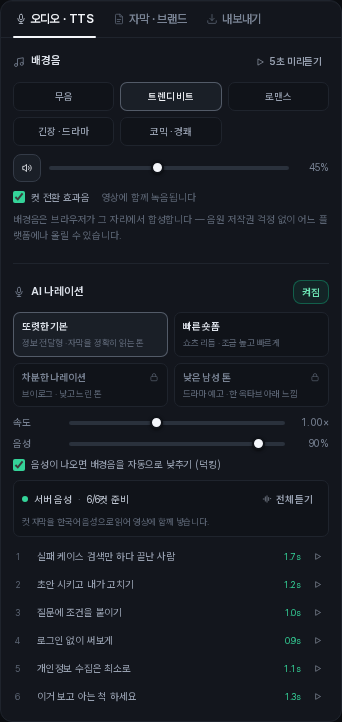 오디오 · TTS
자막 · 브랜드
내보내기
배경음
5초 미리듣기
무음
트렌디 비트
로맨스
긴장 · 드라마
코믹 · 경쾌
45%
컷 전환 효과음 영상에 함께 녹음됩니다
배경음은 브라우저가 그 자리에서 합성합니다 — 음원 저작권 걱정 없이 어느 플
랫폼에나 올릴 수 있습니다.
AI 나레이션
켜짐
또렷한 기본
정보 전달형 · 자막을 정확히 읽는 톤
빠른 숏폼
쇼츠 리듬 · 조금 높고 빠르게
차분한 나레이션
브이로그 · 낮고 느린 톤
낮은 남성 톤
드라마 예고 · 한 옥타브 아래 느낌
속도
1.00×
음성
90%
음성이 나오면 배경음을 자동으로 낮추기 (덕킹)
서버 음성 · 6/6컷 준비
전체 듣기
컷 자막을 한국어 음성으로 읽어 영상에 함께 넣습니다.
1 실패 케이스 검색만 하다 끝난 사람 1.7s
2 초안 시키고 내가 고치기 1.2s
3 질문에 조건을 붙이기 1.0s
4 로그인 없이 써보게 0.9s
5 개인정보 수집은 최소로 1.1s
6 이거 보고 아는 척 하세요 1.3s